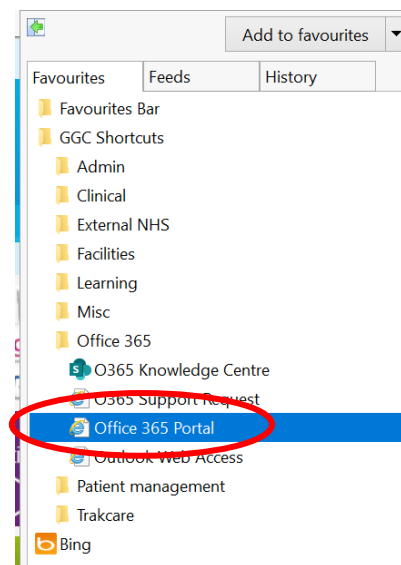 Add to favourites
Favourites Feeds History
Favourites Bar
GGC Shortcuts
Admin
Clinical
External NHS
Facilities
Learning
Misc
Office 365
O365 Knowledge Centre
O365 Support Request
Office 365 Portal
Outlook Web Access
Patient management
Trakcare
Bing